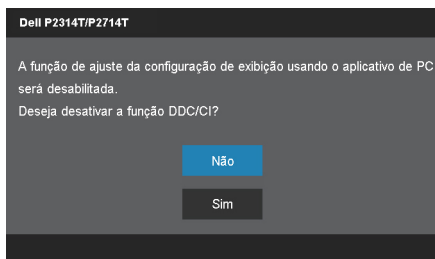 Dell P2314T/P2714T
A função de ajuste da configuração de exibição usando o aplicativo de PC
será desabilitada.
Deseja desativar a função DDC/CI?
Não
Sim